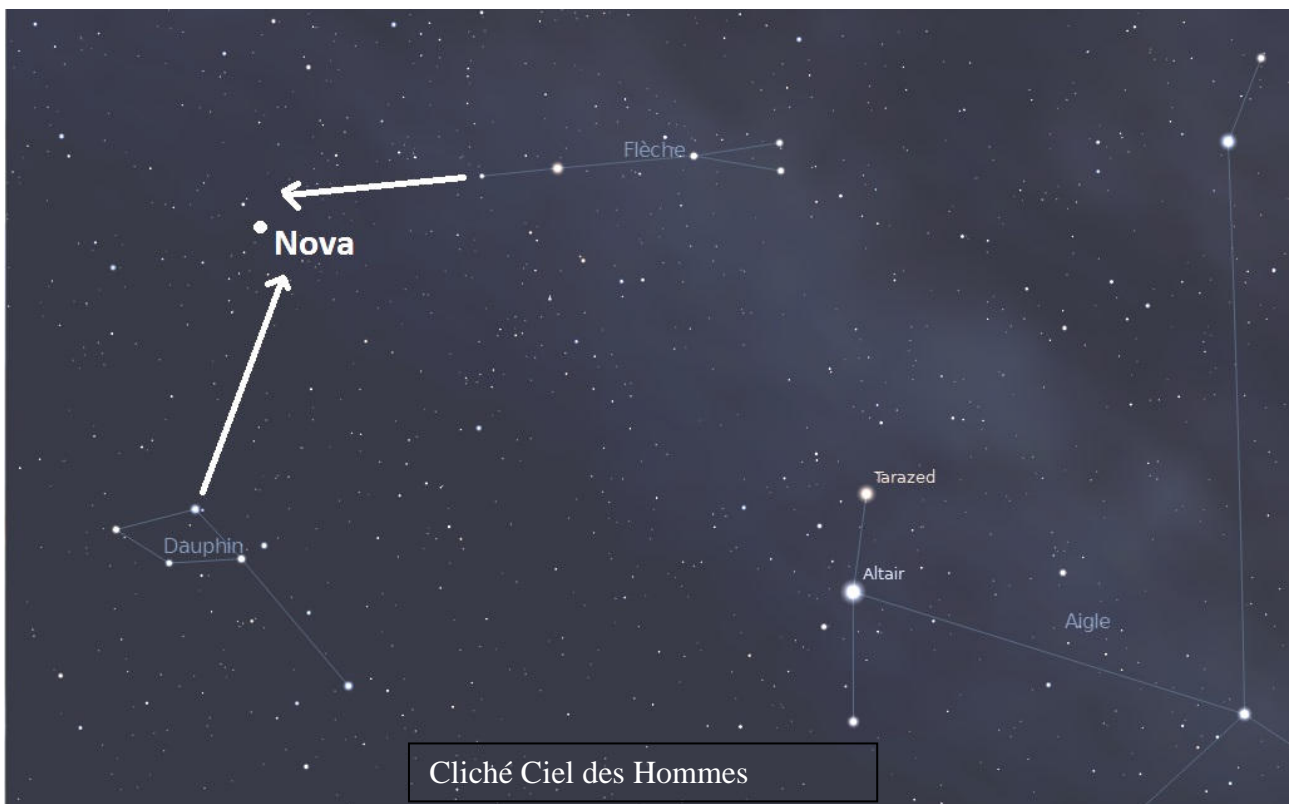 Flèche
Nova
Tarazed
Dauphin
Altair
Aigle
Cliché Ciel des Hommes